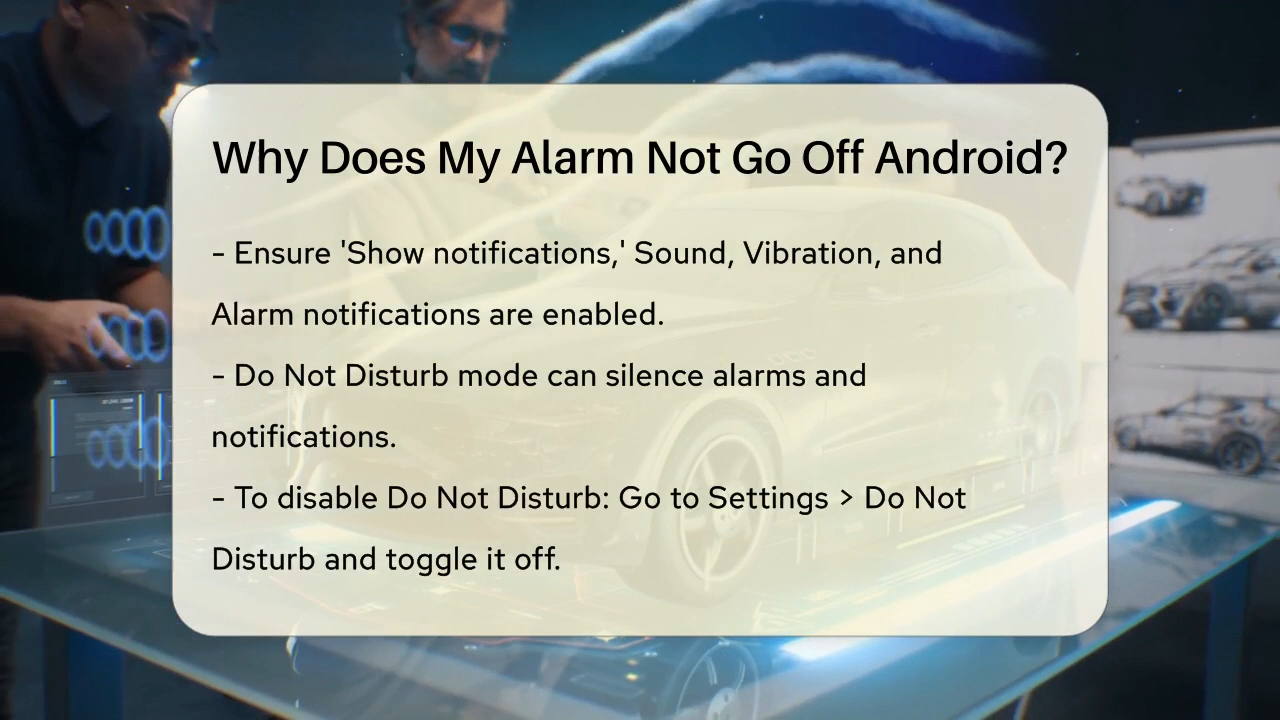 Why Does My Alarm Not Go Off Android?
– Ensure 'Show notifications,' Sound, Vibration, and
Alarm notifications are enabled.
– Do Not Disturb mode can silence alarms and
notifications.
– To disable Do Not Disturb: Go to Settings > Do Not
Disturb and toggle it off.